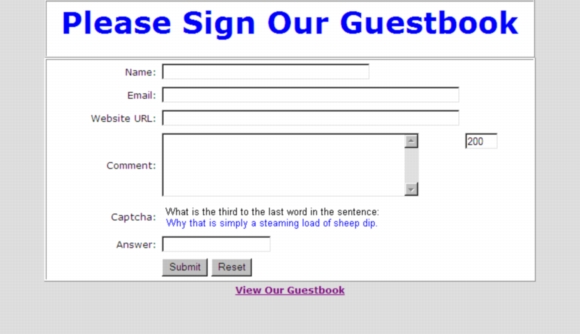 Please Sign Our Guestbook
Name:
Email:
Website URL:
200
Comment:
Captcha: What is the third to the last word in the sentence:
Why that is simply a steaming load of sheep dip.
Answer:
Submit Reset
View Our Guestbook